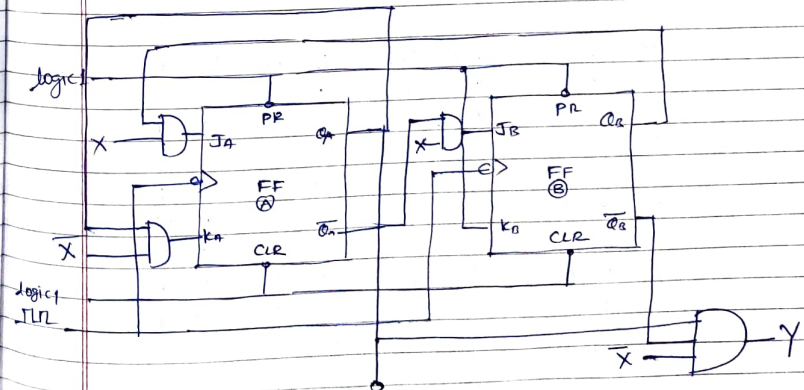 logic1
PR
PR
X
JA
QA
X
JB
QB
FF
FF
A
B
X̅
KA
Q̅A
KB
Q̅B
CLR
CLR
logic1
X̅
Y